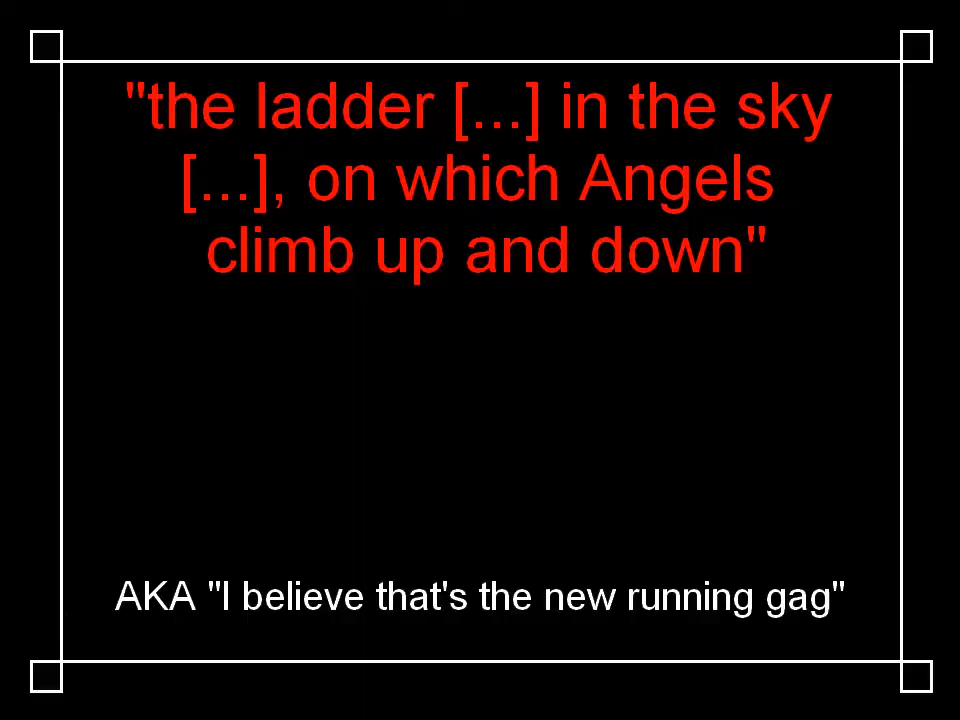 "the ladder [...] in the sky
[...], on which Angels
climb up and down"
AKA "I believe that's the new running gag"